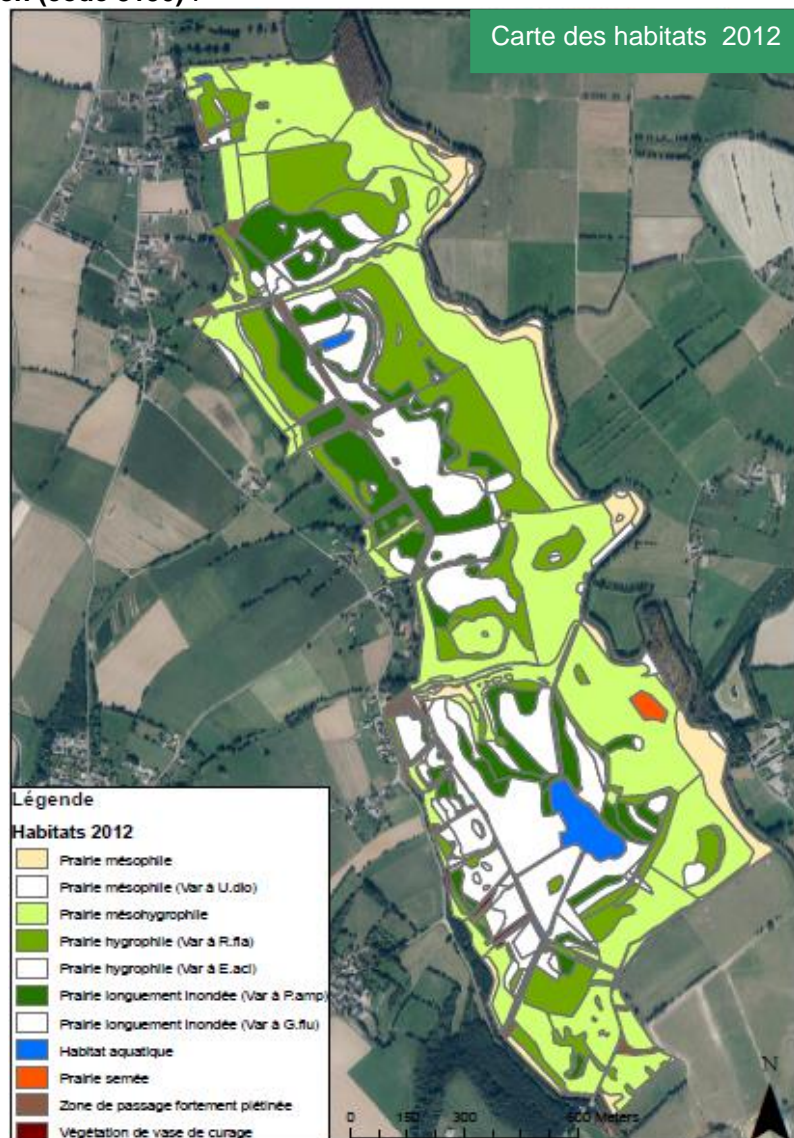 Carte des habitats 2012
Légende
Habitats 2012
Prairie mésophile
Prairie mésophile (Var à U.dio)
Prairie mésohygrophile
Prairie hygrophile (Var à R.fla)
Prairie hygrophile (Var à E.aci)
Prairie longuement inondée (Var à P.amp)
Prairie longuement inondée (Var à G.flu)
Habitat aquatique
Prairie semée
Zone de passage fortement piétinée
Végétation de vase de curage
0 150 300 600 Meters
N